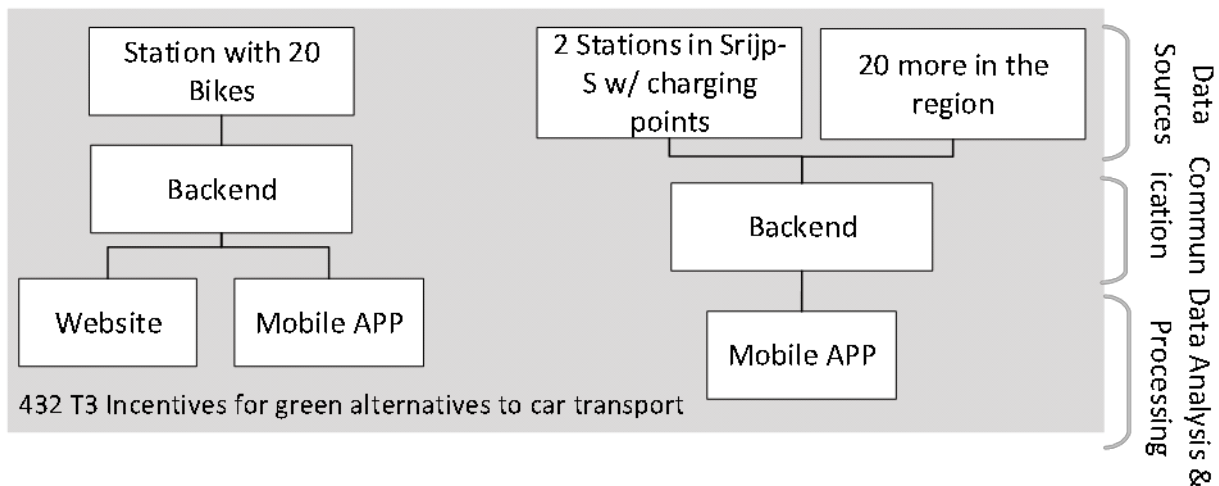 Station with 20
Bikes
Backend
Website
Mobile APP
2 Stations in Srijp-
S w/ charging
points
20 more in the
region
Backend
Mobile APP
432 T3 Incentives for green alternatives to car transport
Data
Sources
Commun
ication
Data Analysis &
Processing